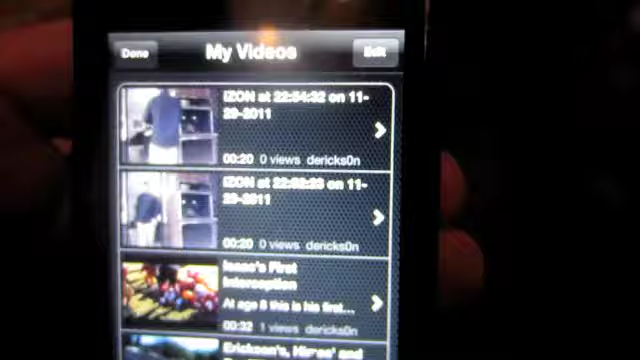 Done
My Videos
Edit
iZON at 22:54:32 on 11-
29-2011
00:20 0 views dericks0n
iZON at 22:52:23 on 11-
29-2011
00:20 0 views dericks0n
Isaac's First
Interception
At age 8 this is his first...
00:32 1 views dericks0n
Erickson's, and